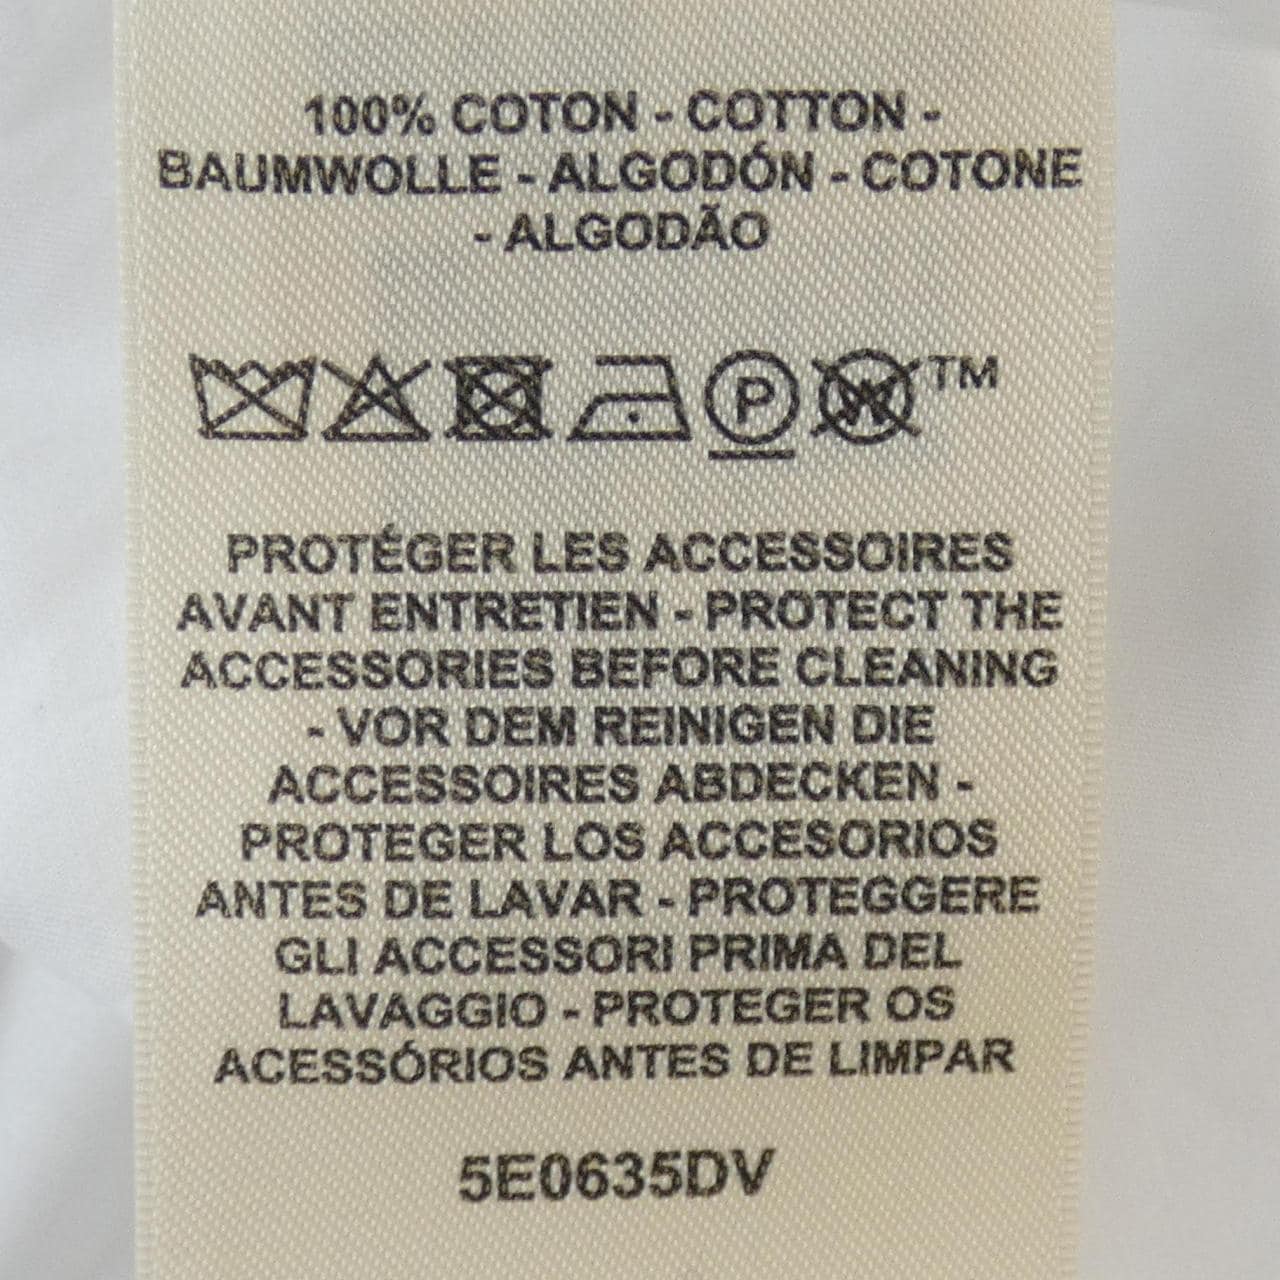 100% COTON - COTTON -
BAUMWOLLE - ALGODÓN - COTONE
- ALGODÃO
P W TM
PROTÉGER LES ACCESSOIRES
AVANT ENTRETIEN - PROTECT THE
ACCESSORIES BEFORE CLEANING
- VOR DEM REINIGEN DIE
ACCESSOIRES ABDECKEN -
PROTEGER LOS ACCESORIOS
ANTES DE LAVAR - PROTEGGERE
GLI ACCESSORI PRIMA DEL
LAVAGGIO - PROTEGER OS
ACESSÓRIOS ANTES DE LIMPAR
5E0635DV